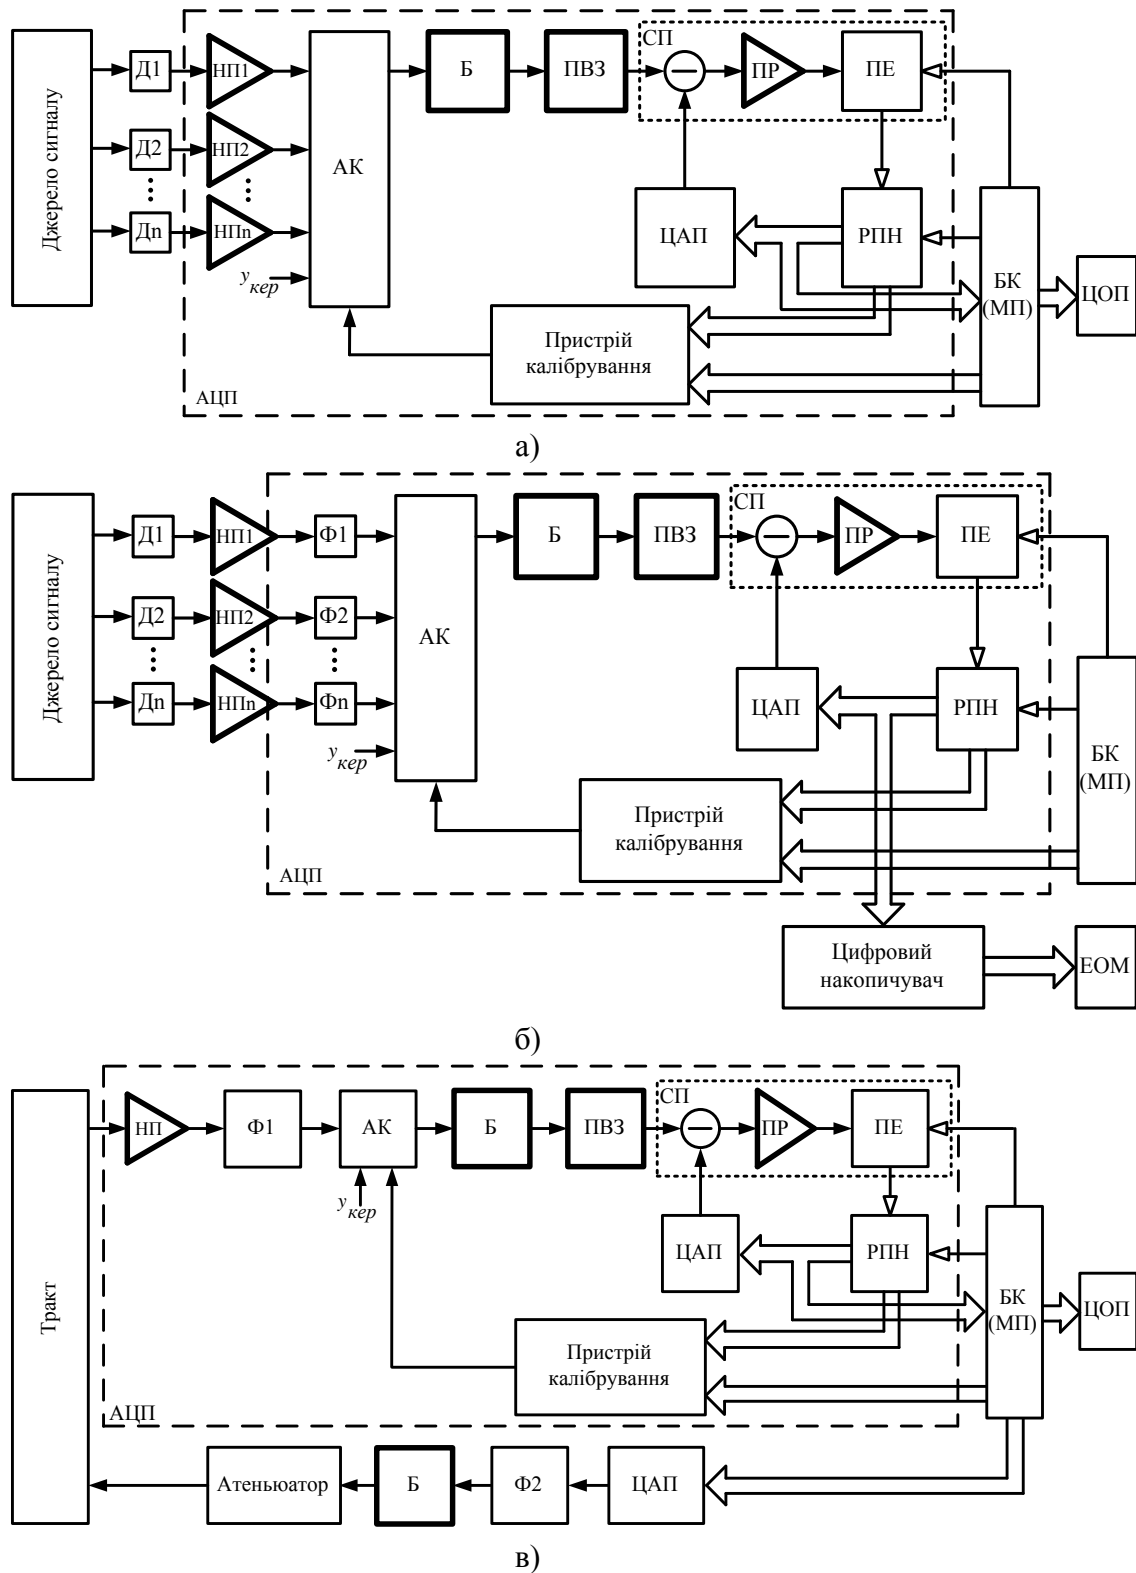 Джерело сигналу
Д1
НП1
Д2
НП2
Дn
НПn
y кер
АК
Б
ПВЗ
СП
ПР
ПЕ
ЦАП
РПН
БК
(МП)
ЦОП
Пристрій
калібрування
АЦП
а)
Джерело сигналу
Д1
НП1
Ф1
Д2
НП2
Ф2
Дn
НПn
Фn
y кер
АК
Б
ПВЗ
СП
ПР
ПЕ
ЦАП
РПН
БК
(МП)
Пристрій
калібрування
АЦП
Цифровий
накопичувач
ЕОМ
б)
Тракт
НП
Ф1
АК
y кер
Б
ПВЗ
СП
ПР
ПЕ
ЦАП
РПН
БК
(МП)
ЦОП
Пристрій
калібрування
АЦП
Атеньюатор
Б
Ф2
ЦАП
в)